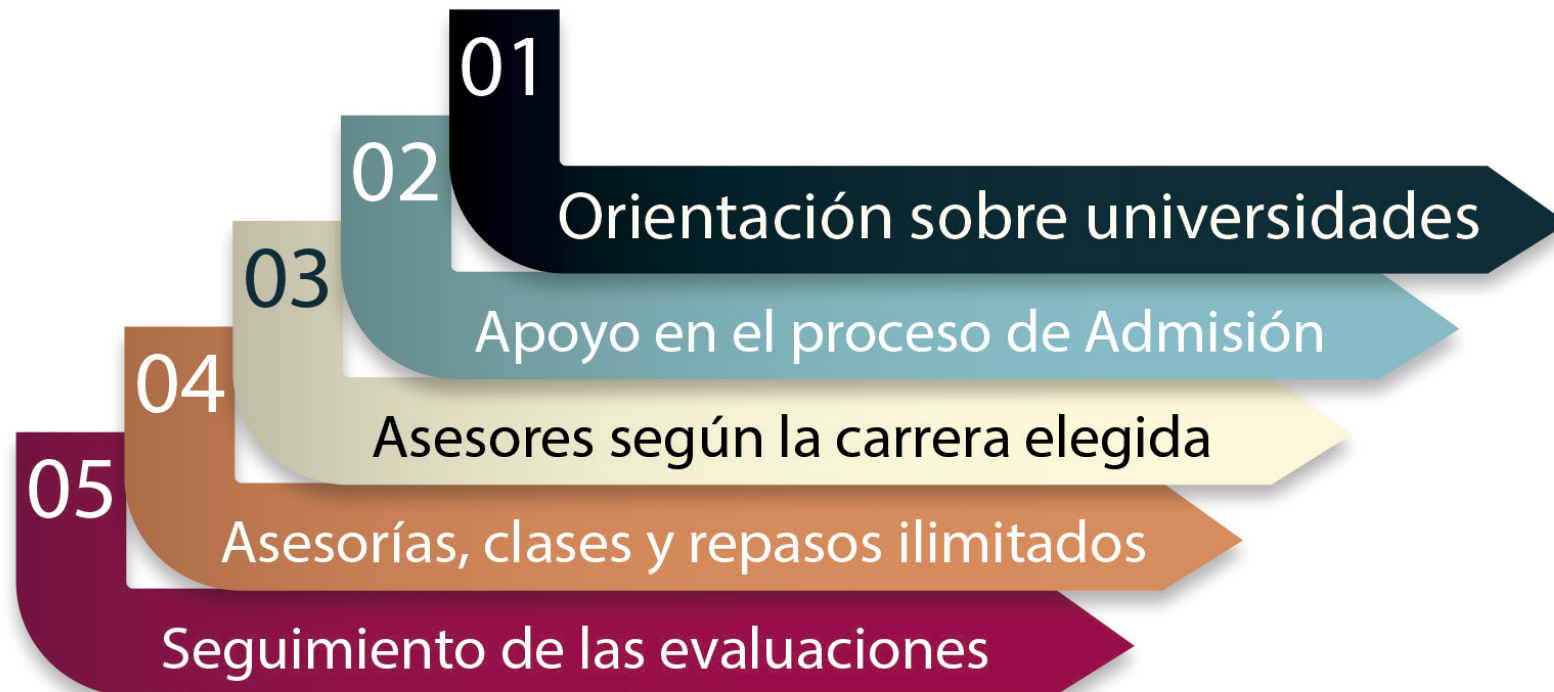 01
Orientación sobre universidades
02
Apoyo en el proceso de Admisión
03
Asesores según la carrera elegida
04
Asesorías, clases y repasos ilimitados
05
Seguimiento de las evaluaciones